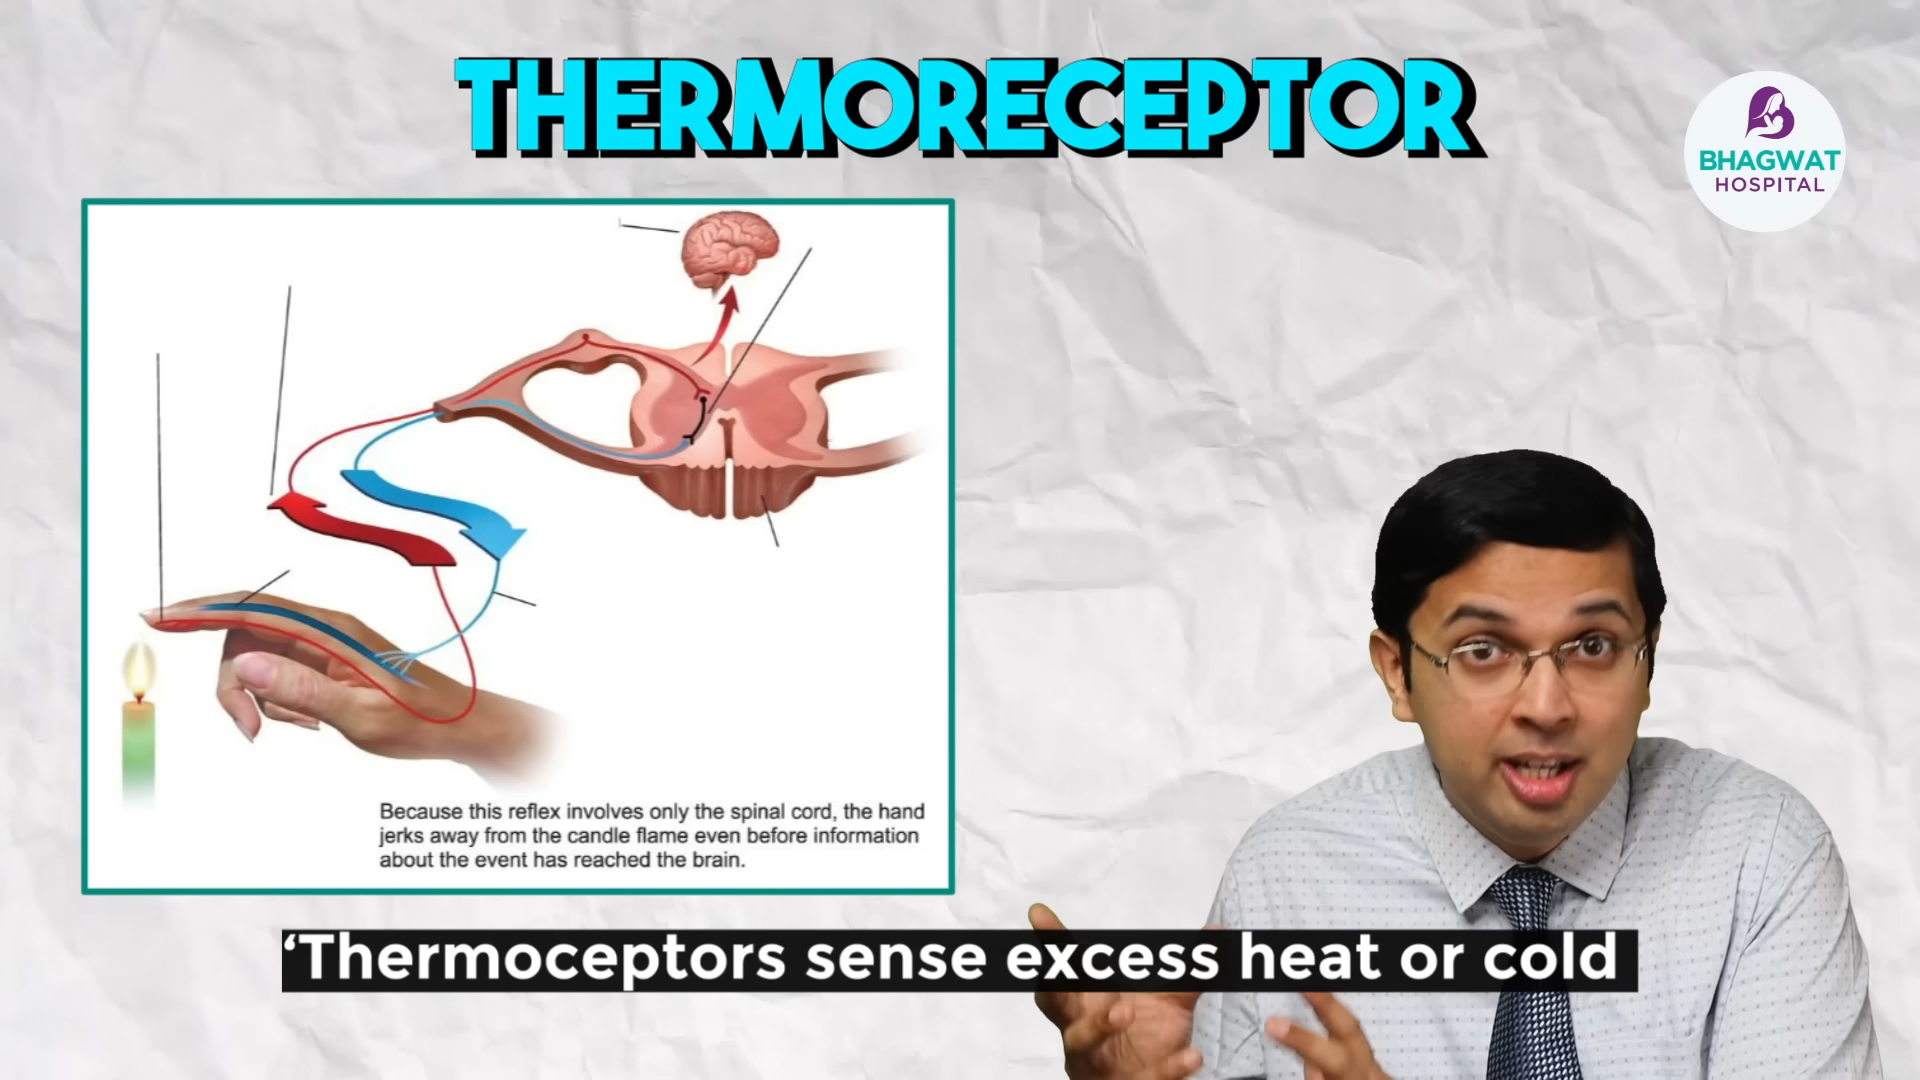 THERMORECEPTOR
BHAGWAT
HOSPITAL
Because this reflex involves only the spinal cord, the hand
jerks away from the candle flame even before information
about the event has reached the brain.
‘Thermoceptors sense excess heat or cold